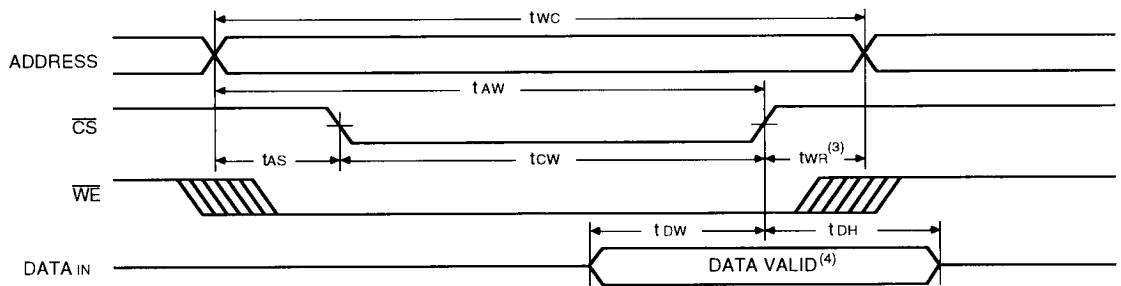 tWC
ADDRESS
tAW
CS
tAS tCW tWR(3)
WE
tDW tDH
DATA IN DATA VALID(4)